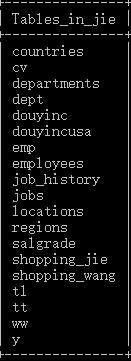 Tables_in_jie
countries
cv
departments
dept
douyinc
douyincusa
emp
employees
job_history
jobs
locations
regions
salgrade
shopping_jie
shopping_wang
tl
tt
ww
y